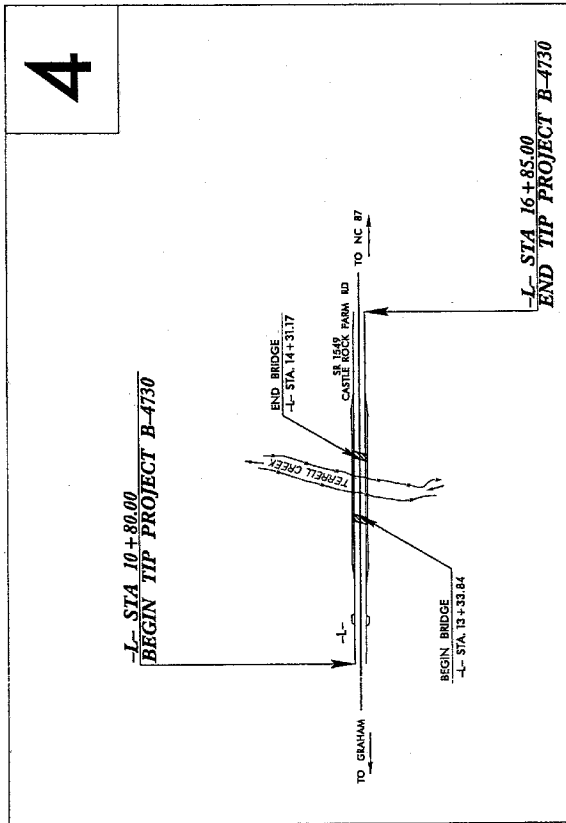 4
-L- STA 10+80.00
BEGIN TIP PROJECT B-4730
END BRIDGE
-L- STA. 14+31.17
TERRELL CREEK
SR 1549
CASTLE ROCK FARM RD
TO NC 87
-L-
TO GRAHAM
BEGIN BRIDGE
-L- STA. 13+33.84
-L- STA 16+85.00
END TIP PROJECT B-4730